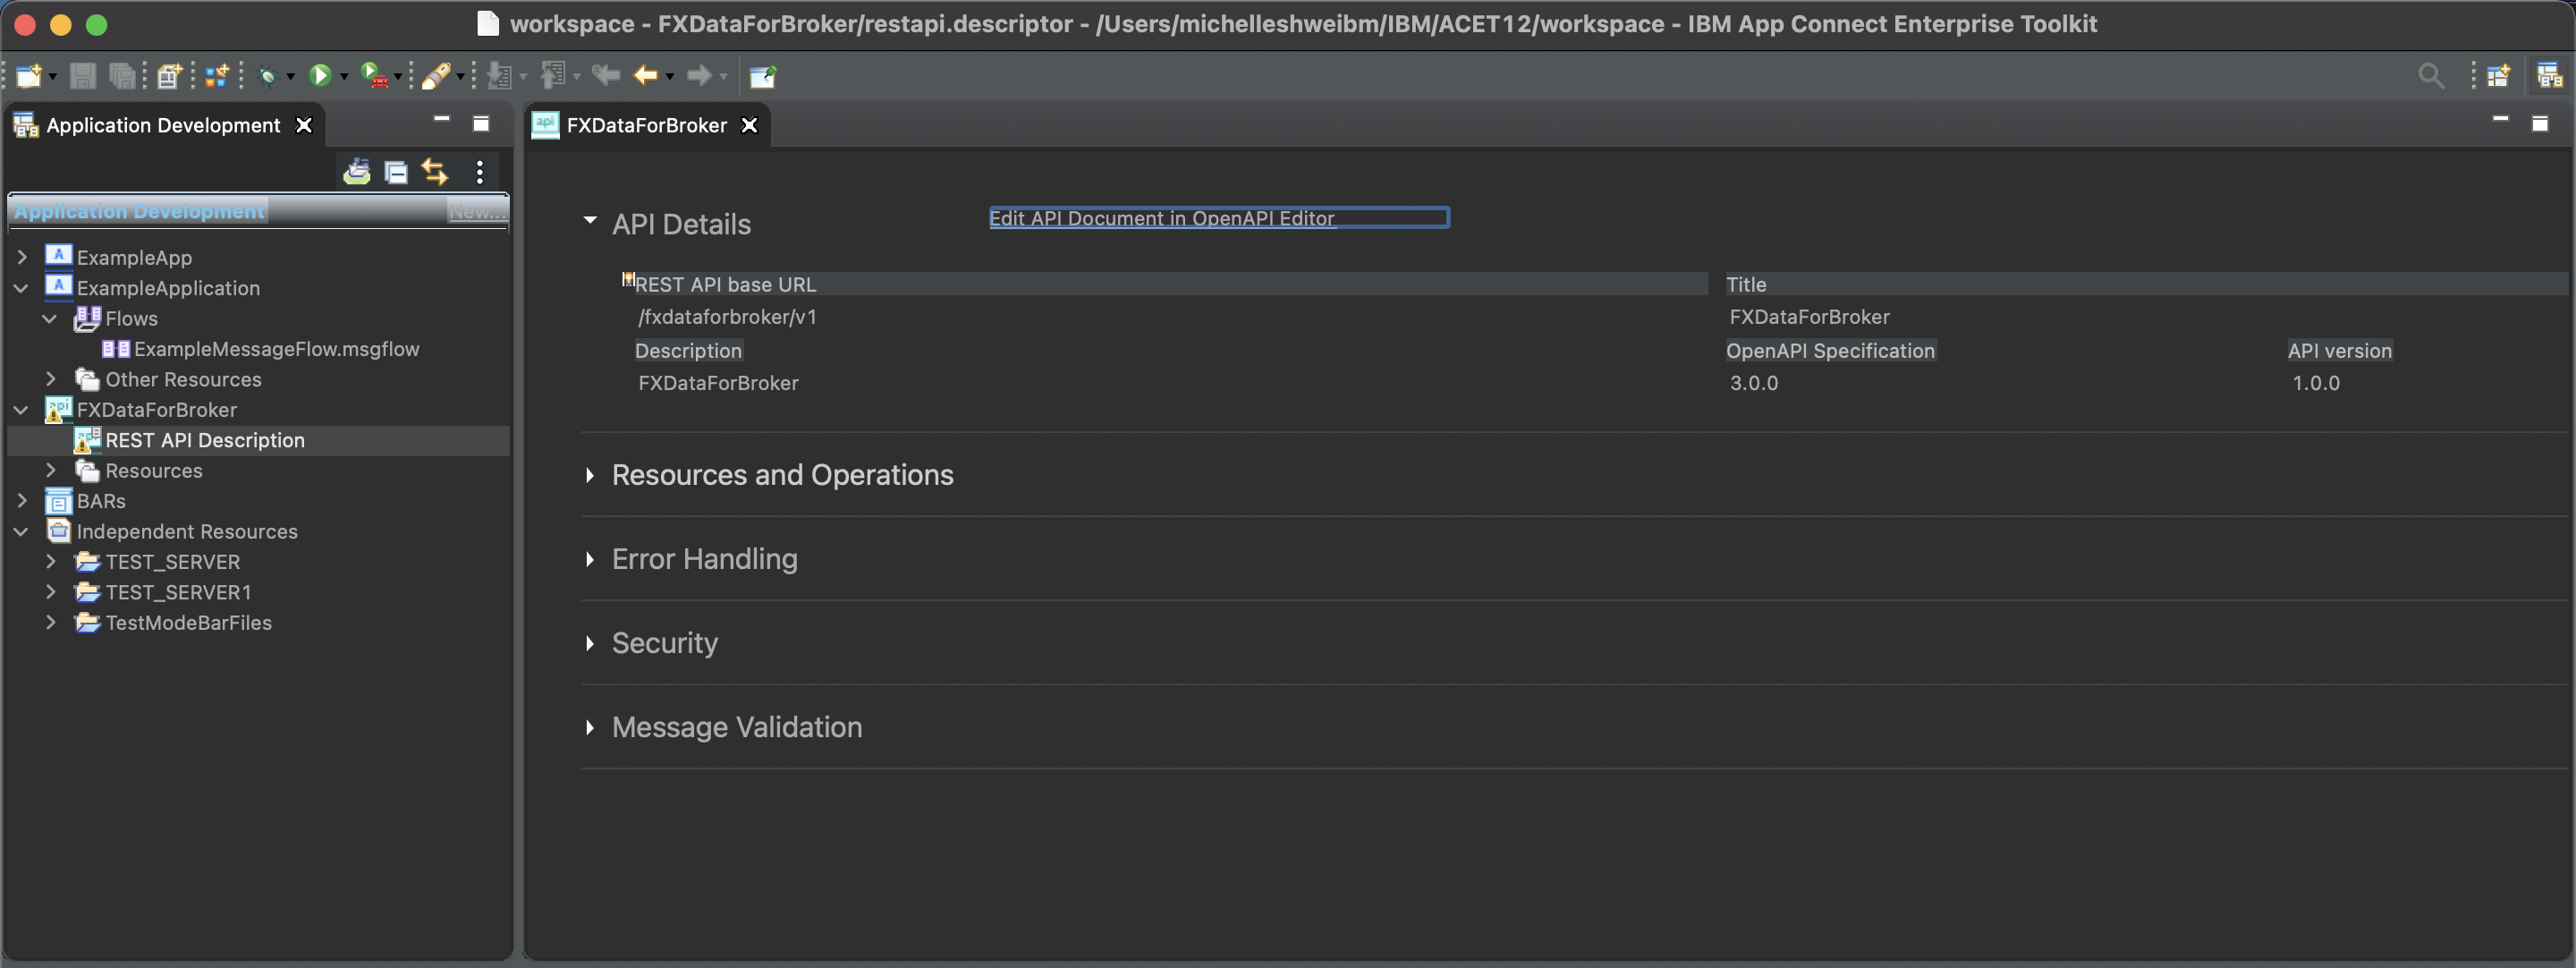 workspace - FXDataForBroker/restapi.descriptor - /Users/michelleshweibm/IBM/ACET12/workspace - IBM App Connect Enterprise Toolkit
Application Development
FXDataForBroker
Application Development
New...
ExampleApp
ExampleApplication
Flows
ExampleMessageFlow.msgflow
Other Resources
FXDataForBroker
REST API Description
Resources
BARs
Independent Resources
TEST_SERVER
TEST_SERVER1
TestModeBarFiles
API Details
Edit API Document in OpenAPI Editor
REST API base URL
Title
/fxdataforbroker/v1
FXDataForBroker
Description
OpenAPI Specification
API version
FXDataForBroker
3.0.0
1.0.0
Resources and Operations
Error Handling
Security
Message Validation